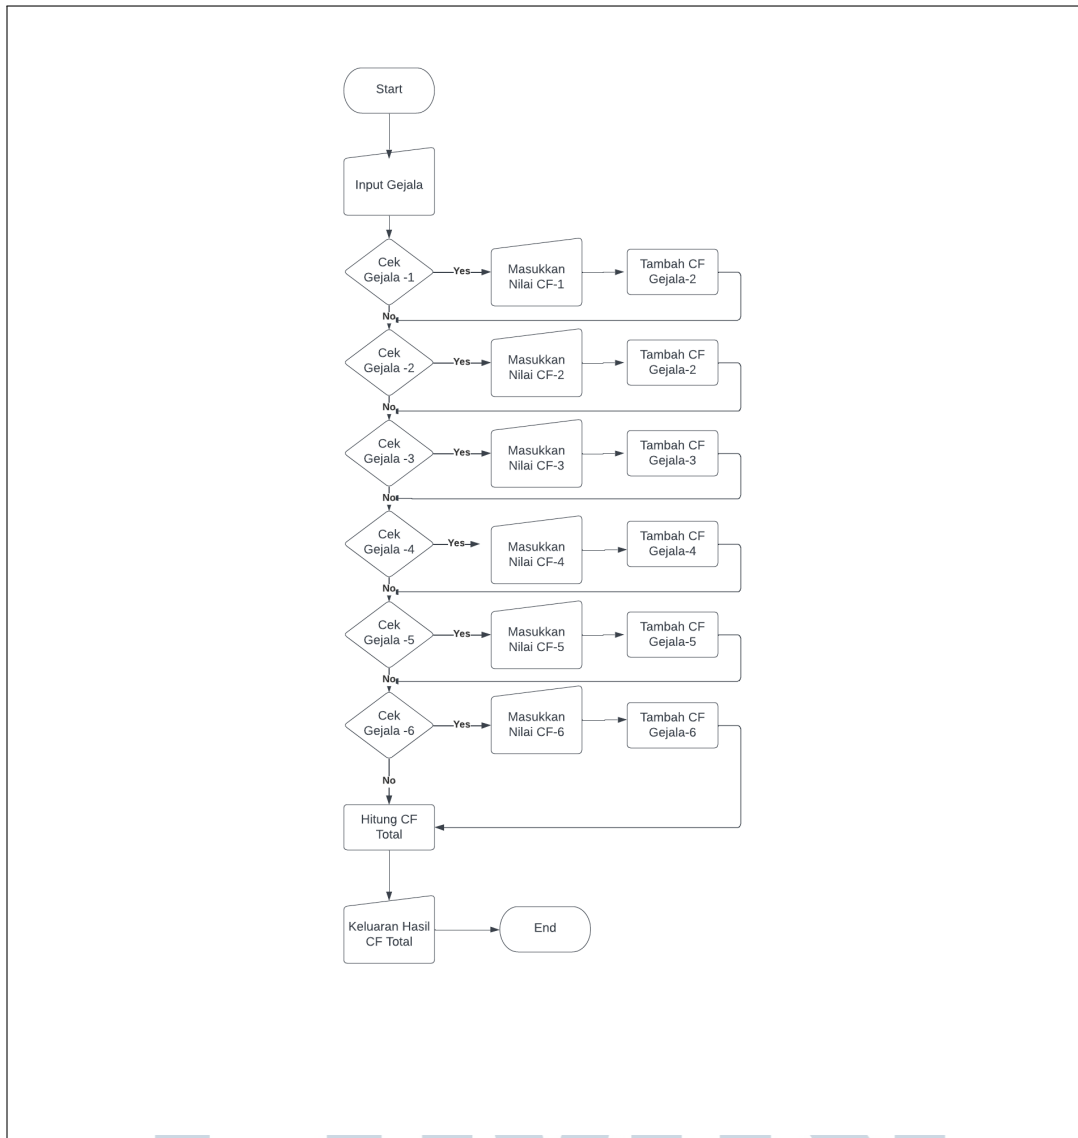 Start
Input Gejala
Cek
Gejala -1
Yes
Masukkan
Nilai CF-1
Tambah CF
Gejala-2
No
Cek
Gejala -2
Yes
Masukkan
Nilai CF-2
Tambah CF
Gejala-2
No
Cek
Gejala -3
Yes
Masukkan
Nilai CF-3
Tambah CF
Gejala-3
No
Cek
Gejala -4
Yes
Masukkan
Nilai CF-4
Tambah CF
Gejala-4
No
Cek
Gejala -5
Yes
Masukkan
Nilai CF-5
Tambah CF
Gejala-5
No
Cek
Gejala -6
Yes
Masukkan
Nilai CF-6
Tambah CF
Gejala-6
No
Hitung CF
Total
Keluaran Hasil
CF Total
End